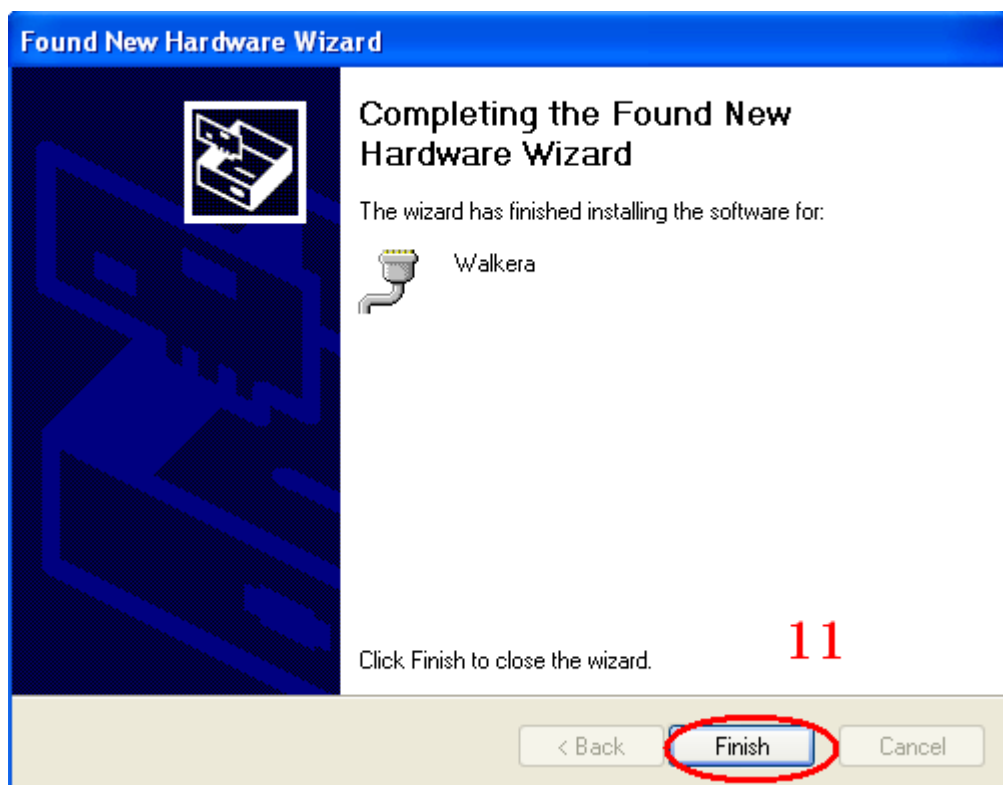 Found New Hardware Wizard
Completing the Found New
Hardware Wizard
The wizard has finished installing the software for:
Walkera
11
Click Finish to close the wizard.
< Back Finish Cancel